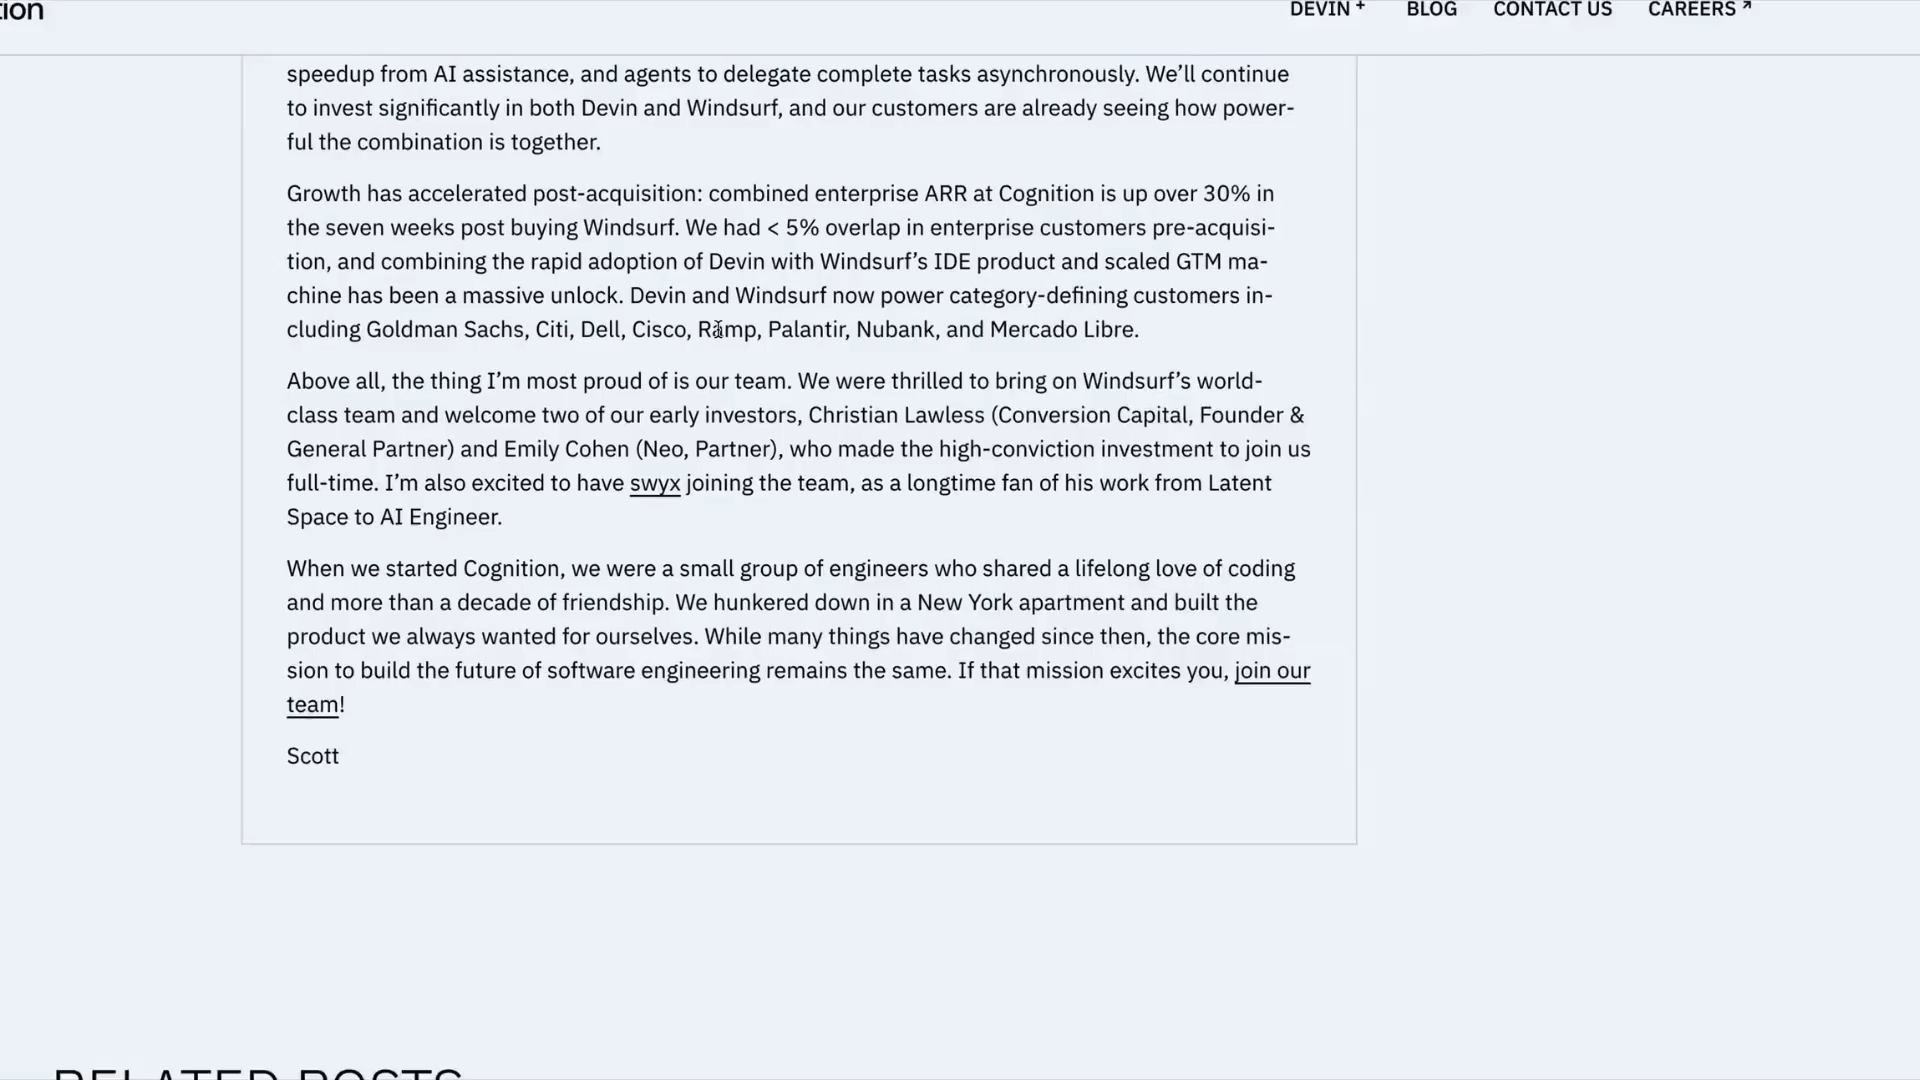 tion
DEVIN +
BLOG
CONTACT US
CAREERS ↗
speedup from AI assistance, and agents to delegate complete tasks asynchronously. We’ll continue
to invest significantly in both Devin and Windsurf, and our customers are already seeing how power-
ful the combination is together.
Growth has accelerated post-acquisition: combined enterprise ARR at Cognition is up over 30% in
the seven weeks post buying Windsurf. We had < 5% overlap in enterprise customers pre-acquisi-
tion, and combining the rapid adoption of Devin with Windsurf’s IDE product and scaled GTM ma-
chine has been a massive unlock. Devin and Windsurf now power category-defining customers in-
cluding Goldman Sachs, Citi, Dell, Cisco, Ramp, Palantir, Nubank, and Mercado Libre.
Above all, the thing I’m most proud of is our team. We were thrilled to bring on Windsurf’s world-
class team and welcome two of our early investors, Christian Lawless (Conversion Capital, Founder &
General Partner) and Emily Cohen (Neo, Partner), who made the high-conviction investment to join us
full-time. I’m also excited to have swyx joining the team, as a longtime fan of his work from Latent
Space to AI Engineer.
When we started Cognition, we were a small group of engineers who shared a lifelong love of coding
and more than a decade of friendship. We hunkered down in a New York apartment and built the
product we always wanted for ourselves. While many things have changed since then, the core mis-
sion to build the future of software engineering remains the same. If that mission excites you, join our
team!
Scott
RELATED POSTS